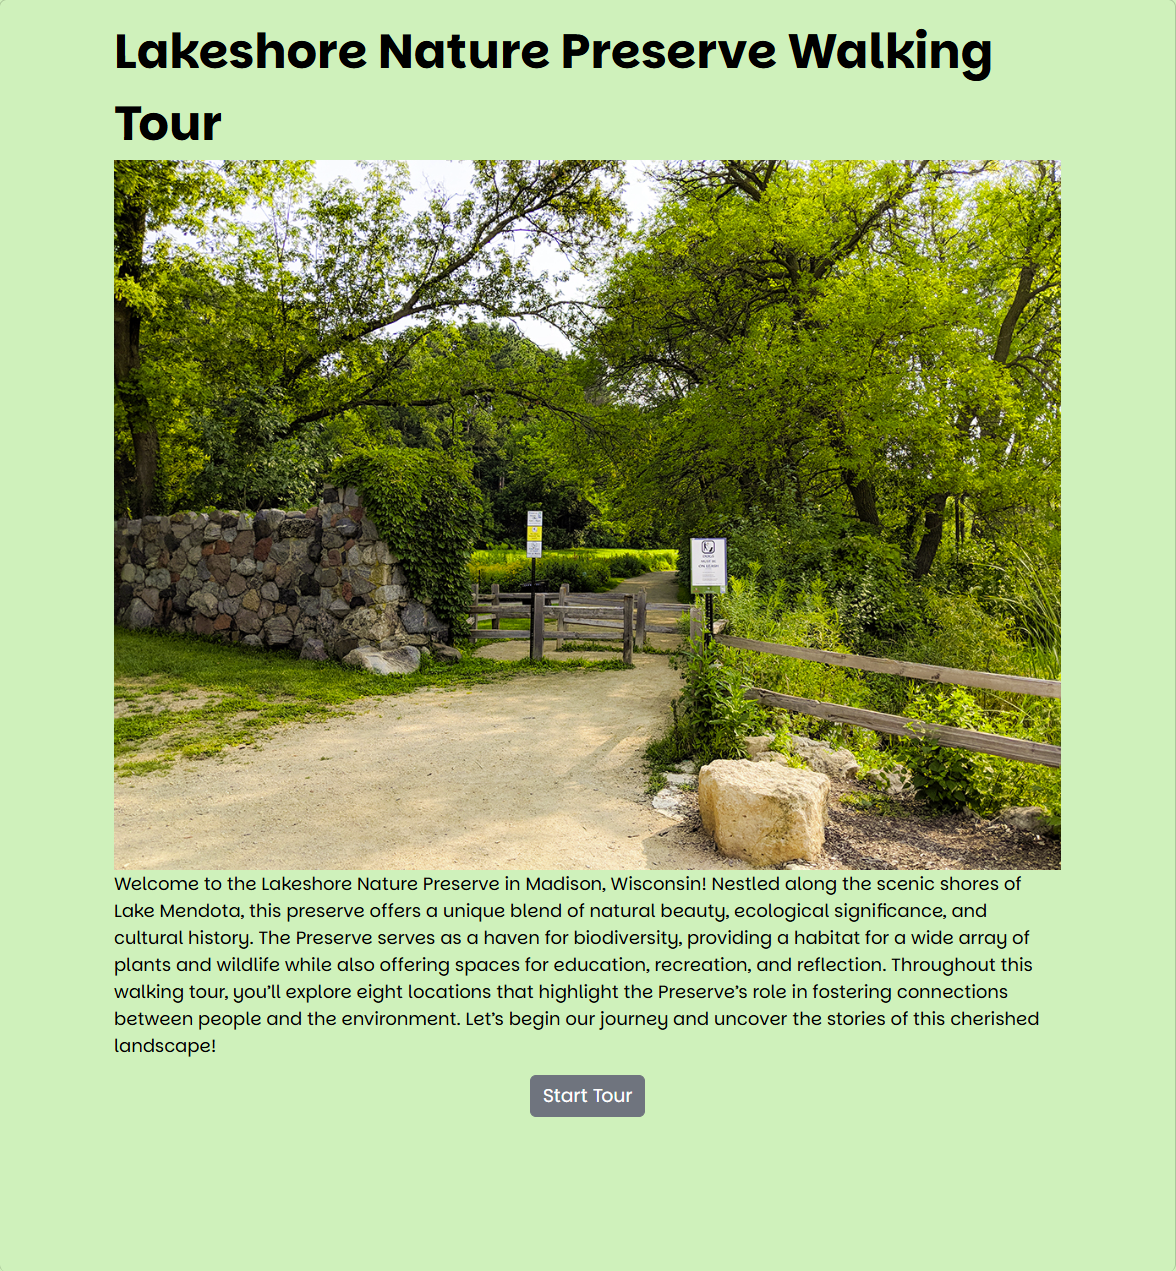 Lakeshore Nature Preserve Walking
Tour
Welcome to the Lakeshore Nature Preserve in Madison, Wisconsin! Nestled along the scenic shores of
Lake Mendota, this preserve offers a unique blend of natural beauty, ecological significance, and
cultural history. The Preserve serves as a haven for biodiversity, providing a habitat for a wide array of
plants and wildlife while also offering spaces for education, recreation, and reflection. Throughout this
walking tour, you’ll explore eight locations that highlight the Preserve’s role in fostering connections
between people and the environment. Let’s begin our journey and uncover the stories of this cherished
landscape!
Start Tour